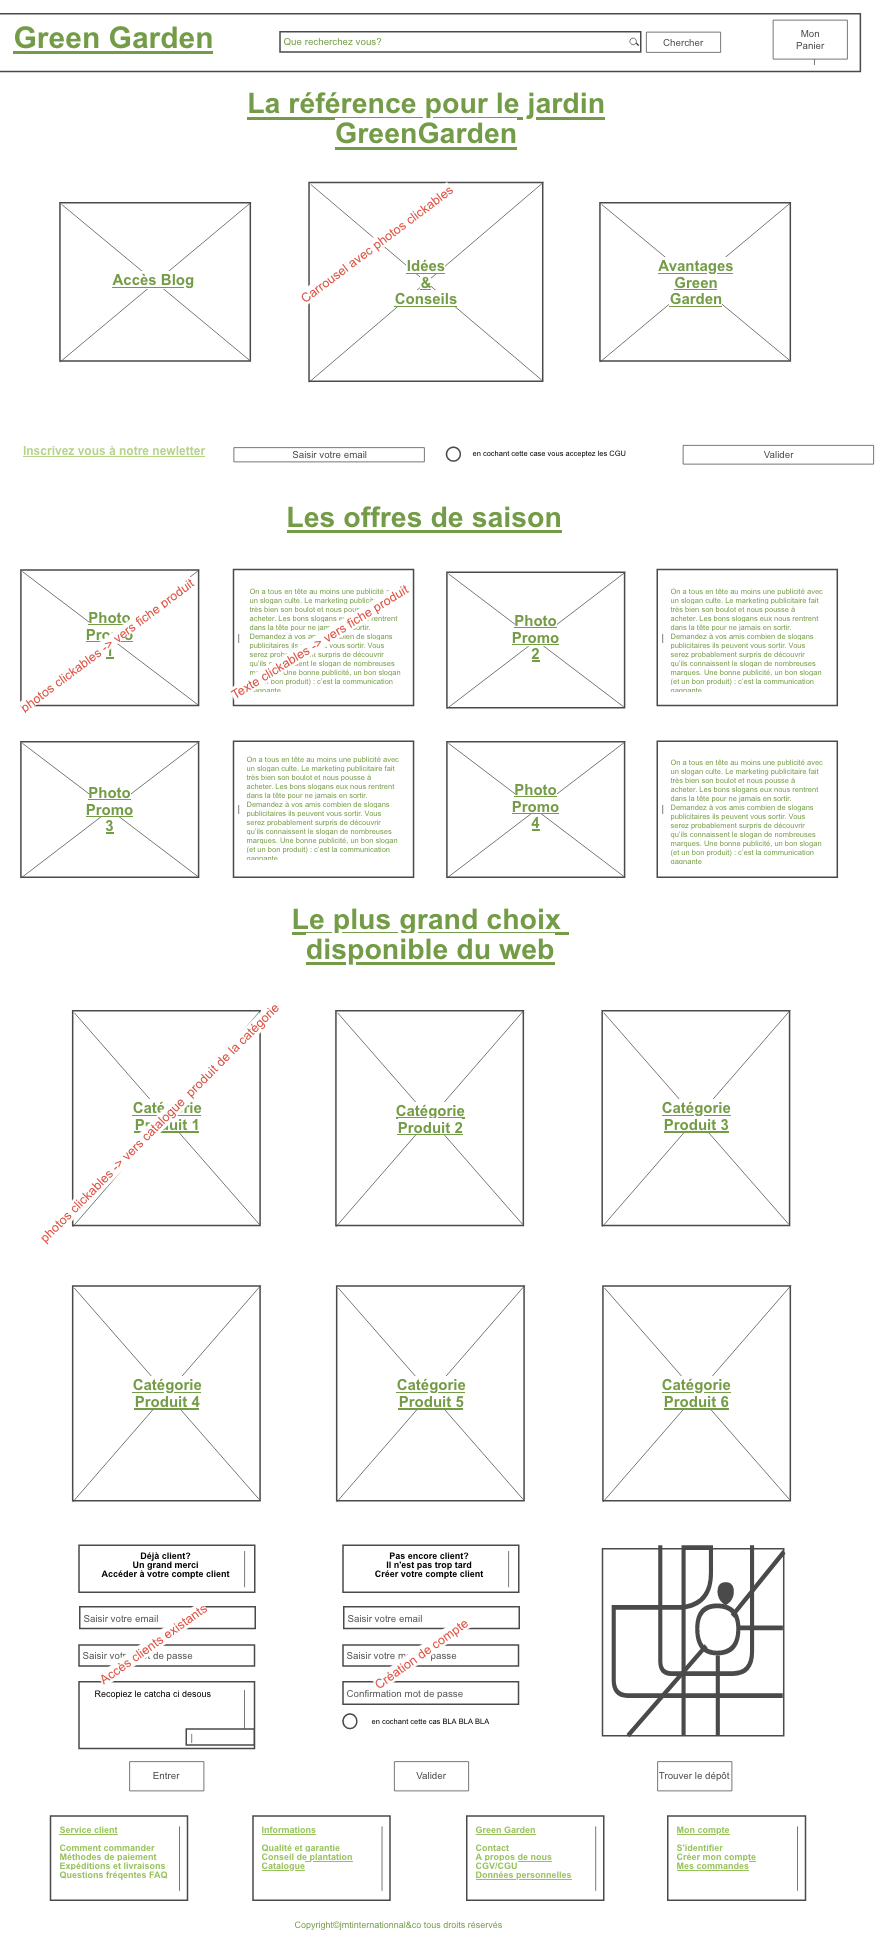 Green Garden
Que recherchez vous?
Chercher
Mon
Panier
La référence pour le jardin
GreenGarden
Accès Blog
Carrousel avec photos clickables
Idées
&
Conseils
Avantages
Green
Garden
Inscrivez vous à notre newletter
Saisir votre email
en cochant cette case vous acceptez les CGU
Valider
Les offres de saison
Photo
Promo
1
photos clickables -> vers fiche produit
On a tous en tête au moins une publicité
un slogan culte. Le marketing publicitaire
très bien son boulot et nous pousse
acheter. Les bons slogans eux nous rentrent
dans la tête pour ne jamais en sortir.
Demandez à vos amis combien de slogans
publicitaires ils peuvent vous sortir. Vous
serez probablement surpris de découvrir
qu'ils connaissent le slogan de nombreuses
marques. Une bonne publicité, un bon slogan
(et un bon produit) : c'est la communication
gagnante
Texte clickables -> vers fiche produit
Photo
Promo
2
On a tous en tête au moins une publicité avec
un slogan culte. Le marketing publicitaire fait
très bien son boulot et nous pousse à
acheter. Les bons slogans eux nous rentrent
dans la tête pour ne jamais en sortir.
Demandez à vos amis combien de slogans
publicitaires ils peuvent vous sortir. Vous
serez probablement surpris de découvrir
qu'ils connaissent le slogan de nombreuses
marques. Une bonne publicité, un bon slogan
(et un bon produit) : c'est la communication
gagnante
Photo
Promo
3
On a tous en tête au moins une publicité avec
un slogan culte. Le marketing publicitaire fait
très bien son boulot et nous pousse à
acheter. Les bons slogans eux nous rentrent
dans la tête pour ne jamais en sortir.
Demandez à vos amis combien de slogans
publicitaires ils peuvent vous sortir. Vous
serez probablement surpris de découvrir
qu'ils connaissent le slogan de nombreuses
marques. Une bonne publicité, un bon slogan
(et un bon produit) : c'est la communication
gagnante
Photo
Promo
4
On a tous en tête au moins une publicité avec
un slogan culte. Le marketing publicitaire fait
très bien son boulot et nous pousse à
acheter. Les bons slogans eux nous rentrent
dans la tête pour ne jamais en sortir.
Demandez à vos amis combien de slogans
publicitaires ils peuvent vous sortir. Vous
serez probablement surpris de découvrir
qu'ils connaissent le slogan de nombreuses
marques. Une bonne publicité, un bon slogan
(et un bon produit) : c'est la communication
gagnante
Le plus grand choix
disponible du web
Catégorie
Produit 1
photos clickables -> vers catalogue produit de la catégorie
Catégorie
Produit 2
Catégorie
Produit 3
Catégorie
Produit 4
Catégorie
Produit 5
Catégorie
Produit 6
Déjà client?
Un grand merci
Accéder à votre compte client
Saisir votre email
Saisir votre mot de passe
Accès clients existants
Recopiez le catcha ci desous
Entrer
Pas encore client?
Il n'est pas trop tard
Créer votre compte client
Saisir votre email
Saisir votre mot de passe
Création de compte
Confirmation mot de passe
en cochant cette cas BLA BLA BLA
Valider
Trouver le dépôt
Service client
Comment commander
Méthodes de paiement
Expéditions et livraisons
Questions fréqentes FAQ
Informations
Qualité et garantie
Conseil de plantation
Catalogue
Green Garden
Contact
A propos de nous
CGV/CGU
Données personnelles
Mon compte
S'identifier
Créer mon compte
Mes commandes
Copyright©jmtinternationnal&co tous droits réservés